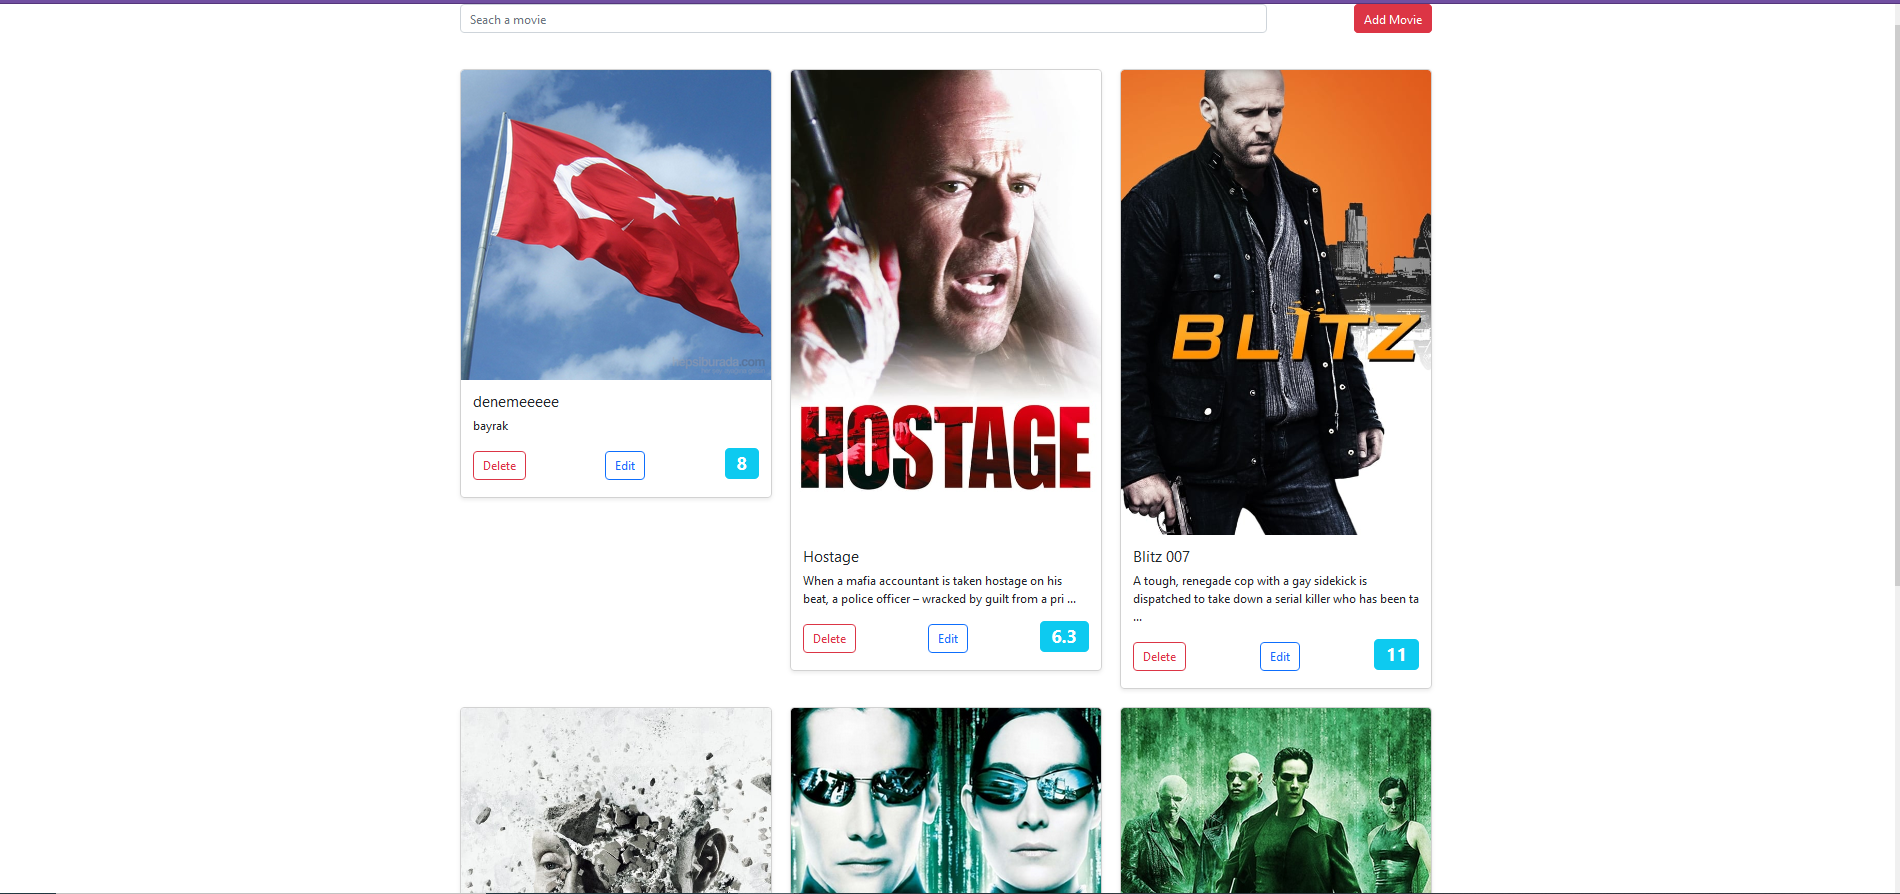 Seach a movie
Add Movie
denemeeeee
bayrak
Delete
Edit
8
HOSTAGE
Hostage
When a mafia accountant is taken hostage on his
beat, a police officer – wracked by guilt from a pri ...
Delete
Edit
6.3
BLITZ
Blitz 007
A tough, renegade cop with a gay sidekick is
dispatched to take down a serial killer who has been ta
...
Delete
Edit
11